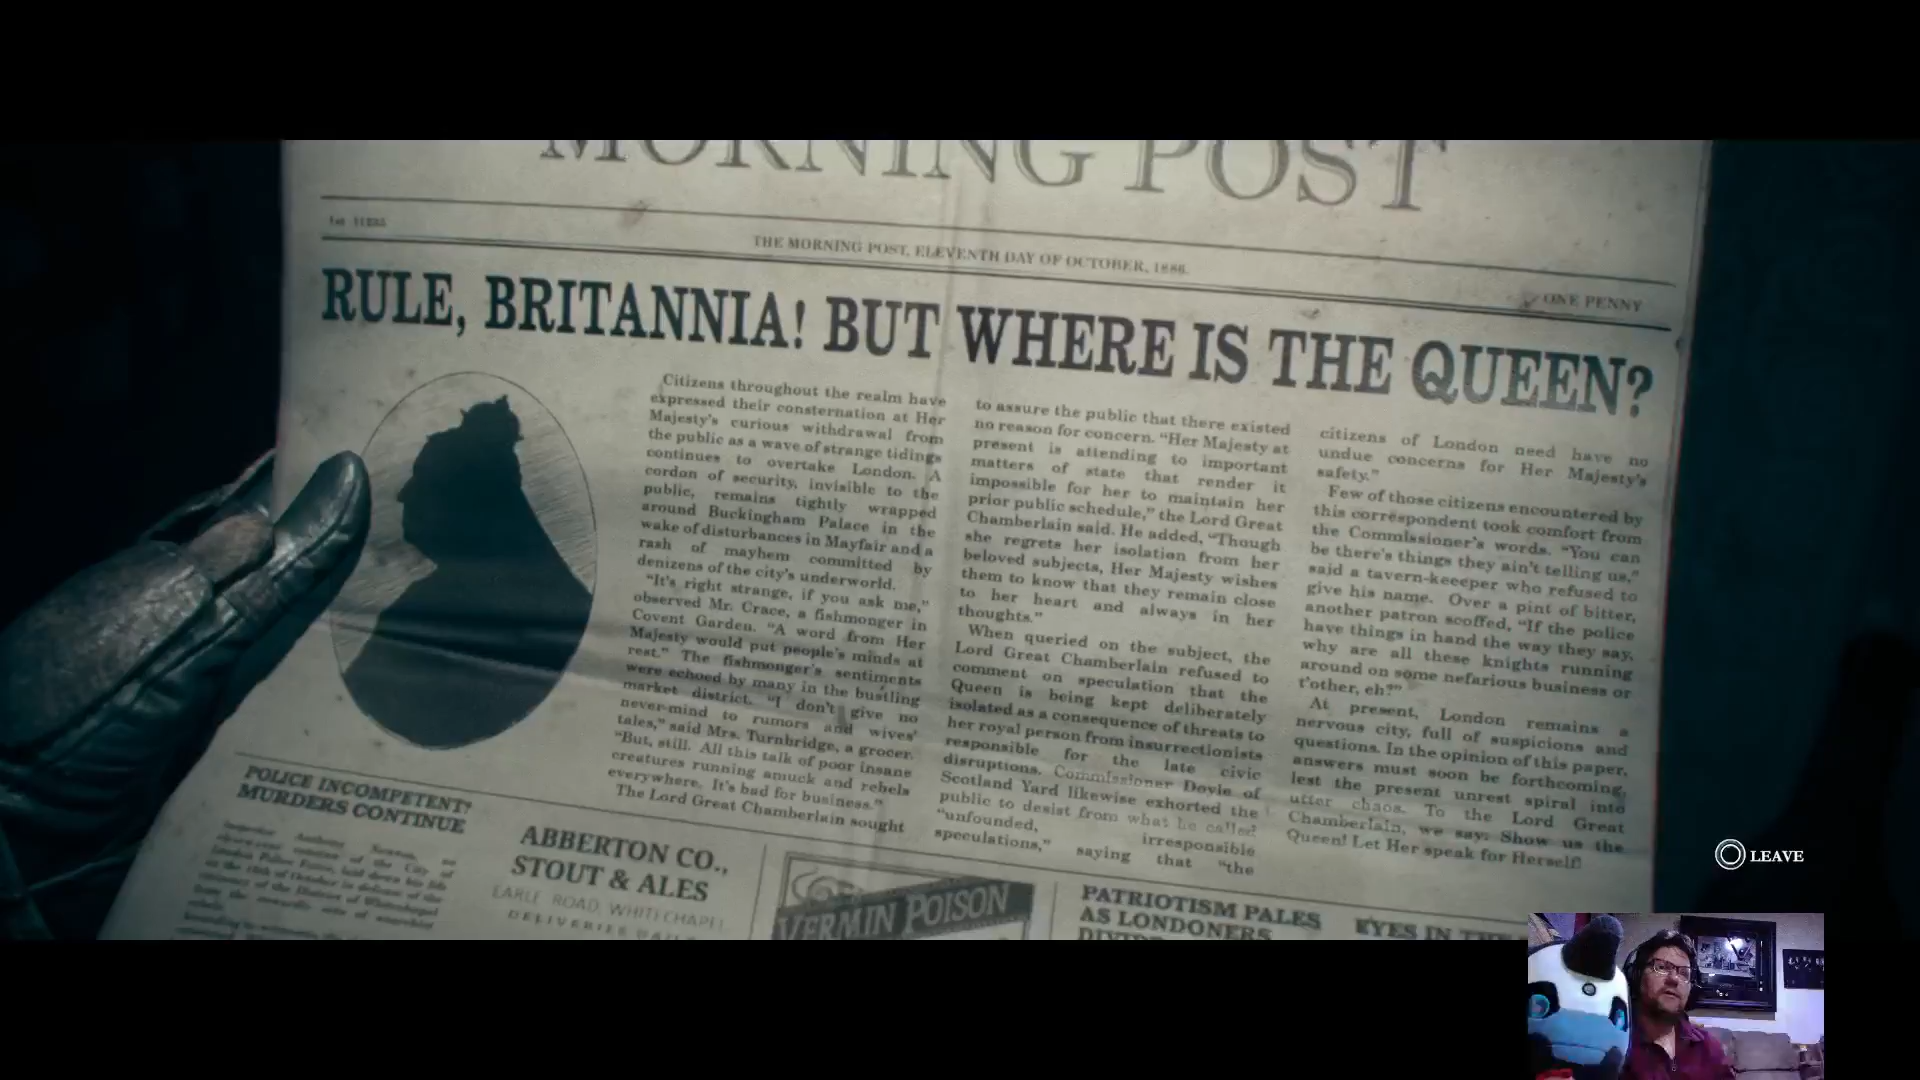 MORNING POST
THE MORNING POST, ELEVENTH DAY OF OCTOBER, 1886.
ONE PENNY
RULE, BRITANNIA! BUT WHERE IS THE QUEEN?
Citizens throughout the realm have
expressed their consternation at Her
Majesty's curious withdrawal from
the public as a wave of strange tidings
continues to overtake London. A
cordon of security, invisible to the
public, remains tightly wrapped
around Buckingham Palace in the
wake of disturbances in Mayfair and a
rash of mayhem committed by
denizens of the city's underworld.
"It's right strange, if you ask me,"
observed Mr. Crace, a fishmonger in
Covent Garden. "A word from Her
Majesty would put people's minds at
rest." The fishmonger's sentiments
were echoed by many in the bustling
market district. "I don't give no
never-mind to rumors and wives'
tales," said Mrs. Turnbridge, a grocer.
"But, still. All this talk of poor insane
creatures running amuck and rebels
everywhere. It's bad for business."
The Lord Great Chamberlain sought
to assure the public that there existed
no reason for concern. "Her Majesty at
present is attending to important
matters of state that render it
impossible for her to maintain her
prior public schedule," the Lord Great
Chamberlain said. He added, "Though
she regrets her isolation from her
beloved subjects, Her Majesty wishes
them to know that they remain close
to her heart and always in her
thoughts."
When queried on the subject, the
Lord Great Chamberlain refused to
comment on speculation that the
Queen is being kept deliberately
isolated as a consequence of threats to
her royal person from insurrectionists
responsible for the late civic
disruptions. Commissioner Doyle of
Scotland Yard likewise exhorted the
public to desist from what he called
"unfounded, irresponsible
speculations," saying that "the
citizens of London need have no
undue concerns for Her Majesty's
safety."
Few of those citizens encountered by
this correspondent took comfort from
the Commissioner's words. "You can
be there's things they ain't telling us,"
said a tavern-keeper who refused to
give his name. Over a pint of bitter,
another patron scoffed, "If the police
have things in hand the way they say,
why are all these knights running
around on some nefarious business or
t'other, eh?"
At present, London remains a
nervous city, full of suspicions and
questions. In the opinion of this paper,
answers must soon be forthcoming,
lest the present unrest spiral into
utter chaos. To the Lord Great
Chamberlain, we say: Show us the
Queen! Let Her speak for Herself!
POLICE INCOMPETENT?
MURDERS CONTINUE
ABBERTON CO.,
STOUT & ALES
EARLE ROAD, WHITECHAPEL
VERMIN POISON
PATRIOTISM PALES
AS LONDONERS
EYES IN THE
LEAVE